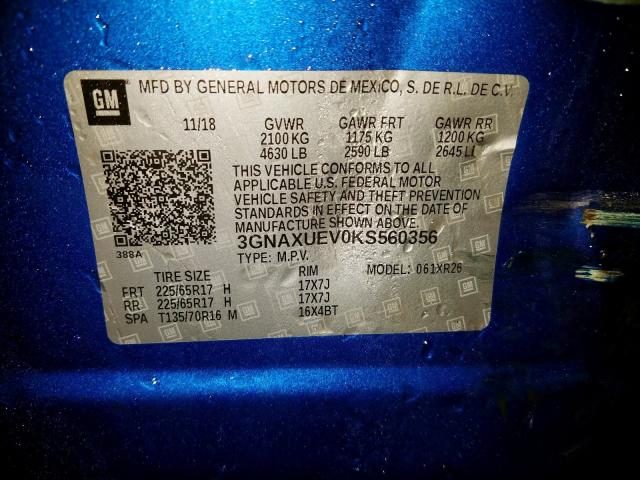 GM MFD BY GENERAL MOTORS DE MEXICO, S. DE R.L. DE C.V.
11/18 GVWR GAWR FRT GAWR RR
2100 KG 1175 KG 1200 KG
4630 LB 2590 LB 2645 LB
THIS VEHICLE CONFORMS TO ALL
APPLICABLE U.S. FEDERAL MOTOR
VEHICLE SAFETY AND THEFT PREVENTION
STANDARDS IN EFFECT ON THE DATE OF
MANUFACTURE SHOWN ABOVE.
3GNAXUEV0KS560356
388A
TYPE: M.P.V. MODEL: 061XR26
TIRE SIZE RIM
FRT 225/65R17 H 17X7J
RR 225/65R17 H 17X7J
SPA T135/70R16 M 16X4BT